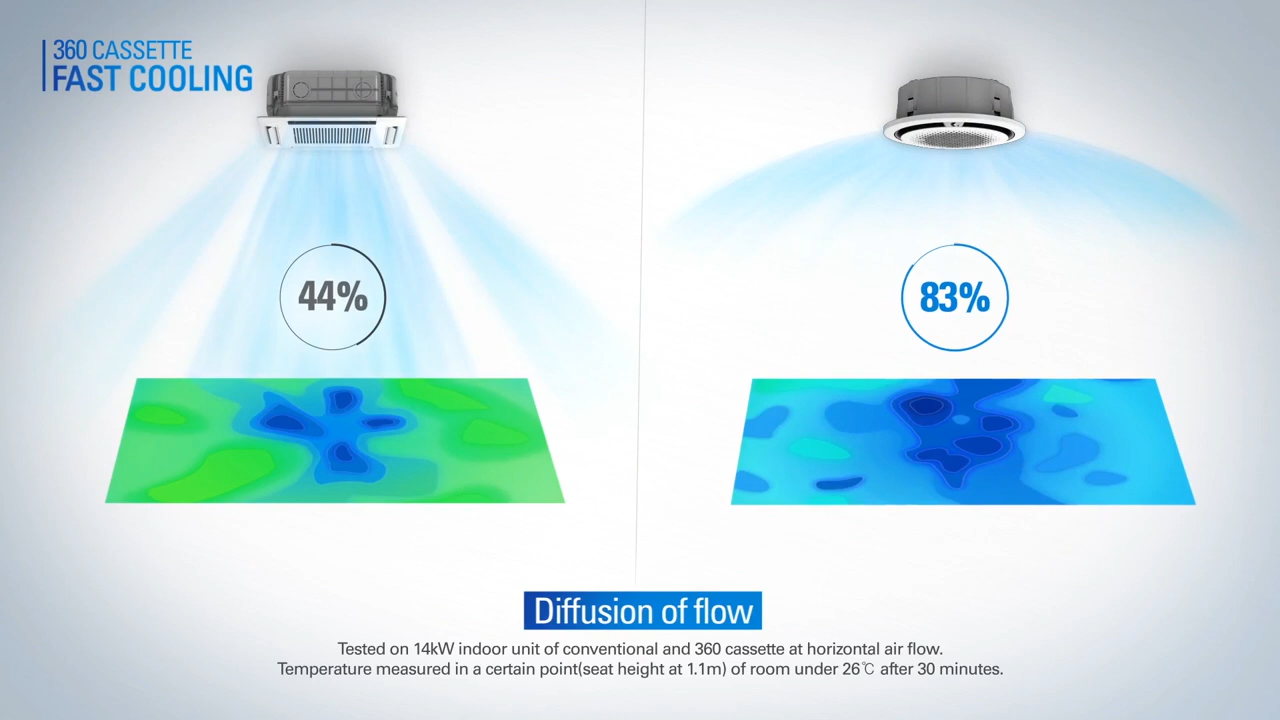 360 CASSETTE
FAST COOLING
44%
83%
Diffusion of flow
Tested on 14kW indoor unit of conventional and 360 cassette at horizontal air flow.
Temperature measured in a certain point(seat height at 1.1m) of room under 26℃ after 30 minutes.